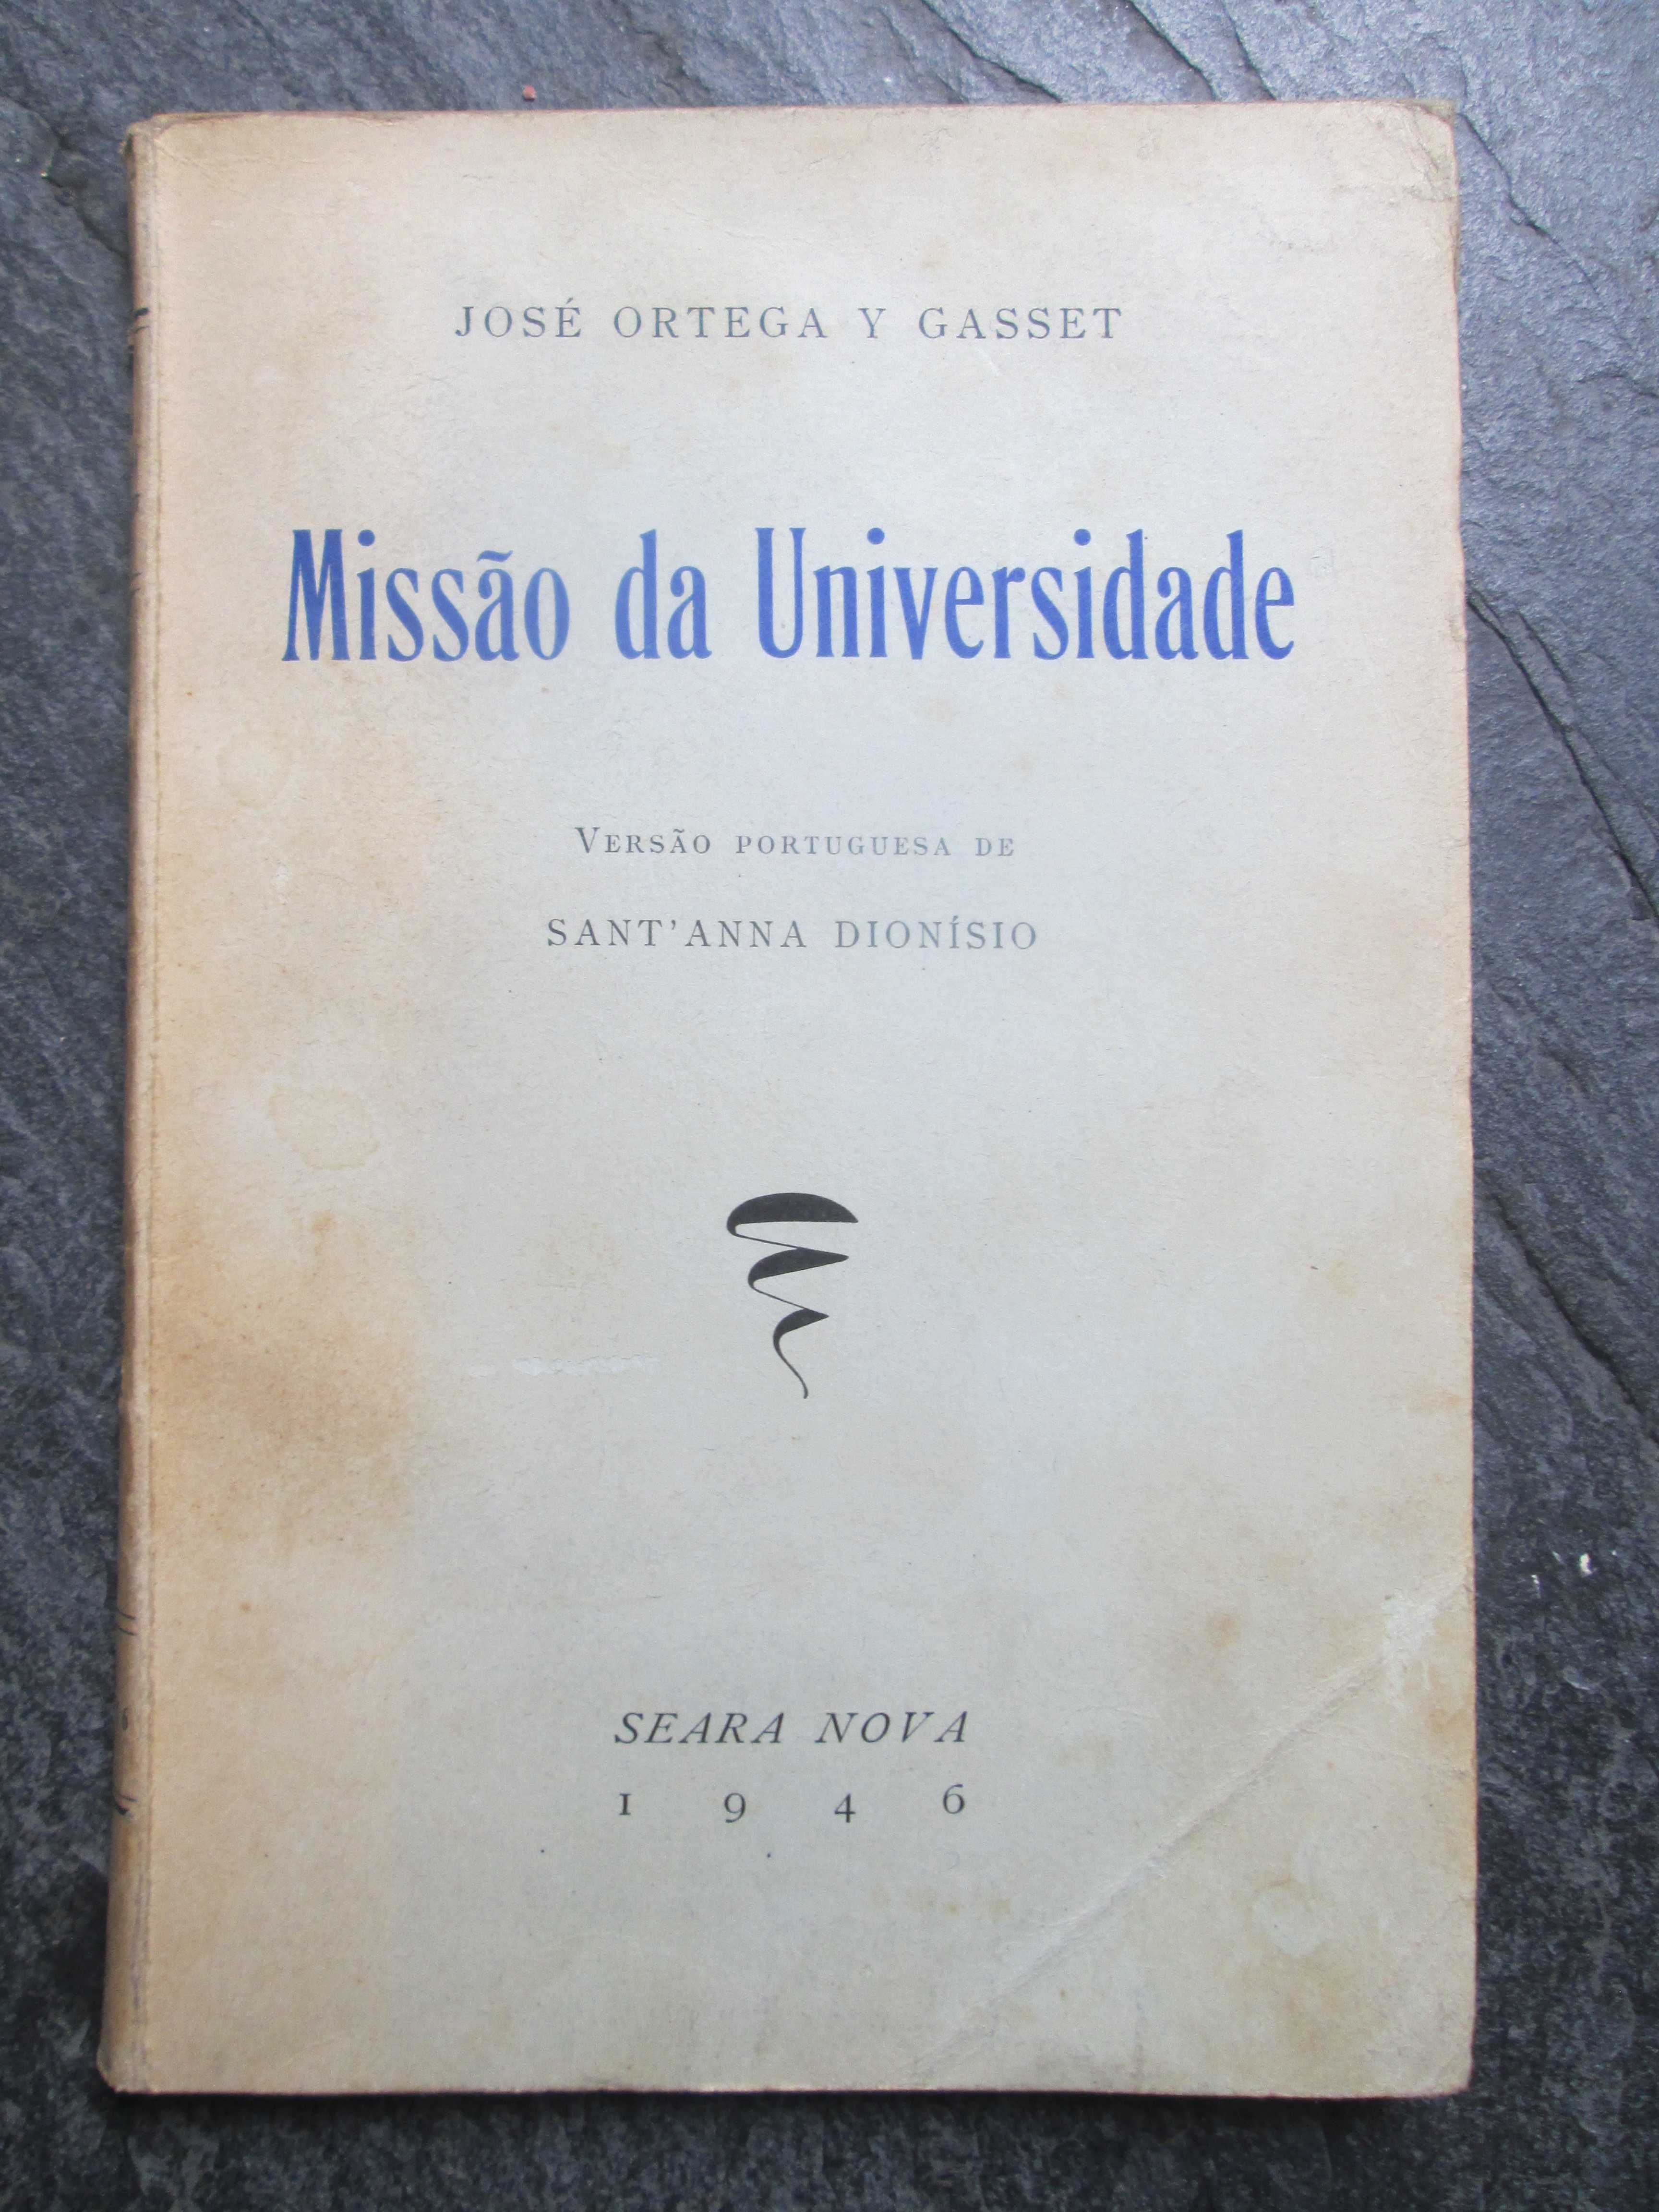 JOSÉ ORTEGA Y GASSET
Missão da Universidade
VERSÃO PORTUGUESA DE
SANT'ANNA DIONÍSIO
SEARA NOVA
1946